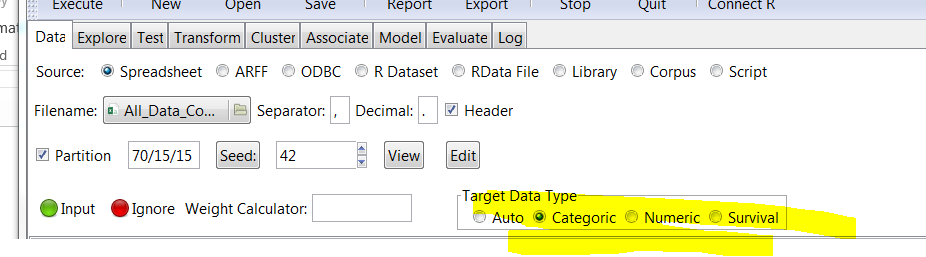 Execute New Open Save Report Export Stop Quit Connect R
Data Explore Test Transform Cluster Associate Model Evaluate Log
Source: Spreadsheet ARFF ODBC R Dataset RData File Library Corpus Script
Filename: All_Data_Co... Separator: , Decimal: . Header
Partition 70/15/15 Seed: 42 View Edit
Target Data Type
Input Ignore Weight Calculator: Auto Categoric Numeric Survival